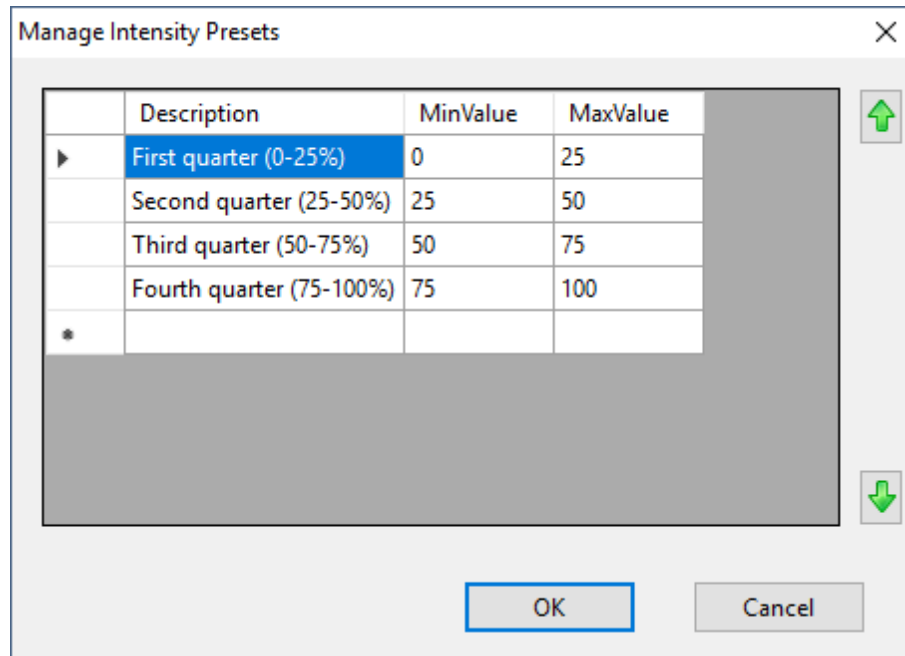 Manage Intensity Presets
Description MinValue MaxValue
First quarter (0-25%) 0 25
Second quarter (25-50%) 25 50
Third quarter (50-75%) 50 75
Fourth quarter (75-100%) 75 100
OK Cancel